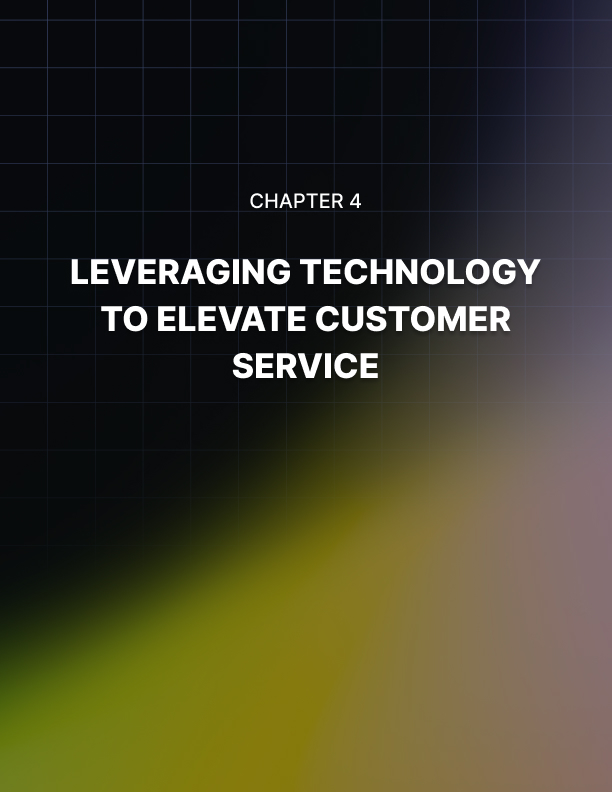 CHAPTER 4
LEVERAGING TECHNOLOGY
TO ELEVATE CUSTOMER
SERVICE